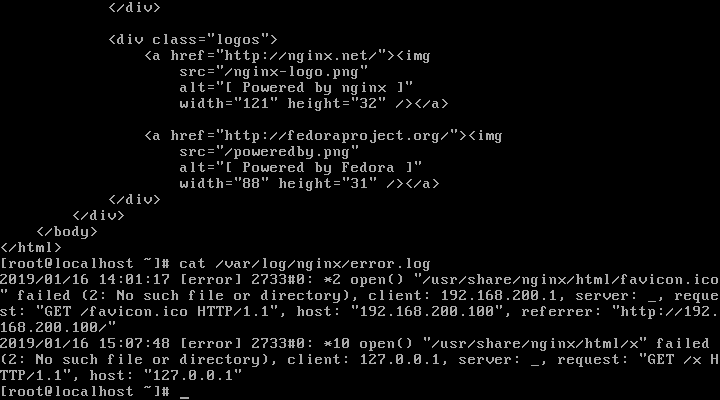 </div>

            <div class="logos">
                <a href="http://nginx.net/"><img
                    src="/nginx-logo.png"
                    alt="[ Powered by nginx ]"
                    width="121" height="32" /></a>

                <a href="http://fedoraproject.org/"><img
                    src="/poweredby.png"
                    alt="[ Powered by Fedora ]"
                    width="88" height="31" /></a>
            </div>
        </div>
    </body>
</html>
[root@localhost ~]# cat /var/log/nginx/error.log
2019/01/16 14:01:17 [error] 2733#0: *2 open() "/usr/share/nginx/html/favicon.ico
" failed (2: No such file or directory), client: 192.168.200.1, server: _, reque
st: "GET /favicon.ico HTTP/1.1", host: "192.168.200.100", referrer: "http://192.
168.200.100/"
2019/01/16 15:07:48 [error] 2733#0: *10 open() "/usr/share/nginx/html/x" failed
(2: No such file or directory), client: 127.0.0.1, server: _, request: "GET /x H
TTP/1.1", host: "127.0.0.1"
[root@localhost ~]# _